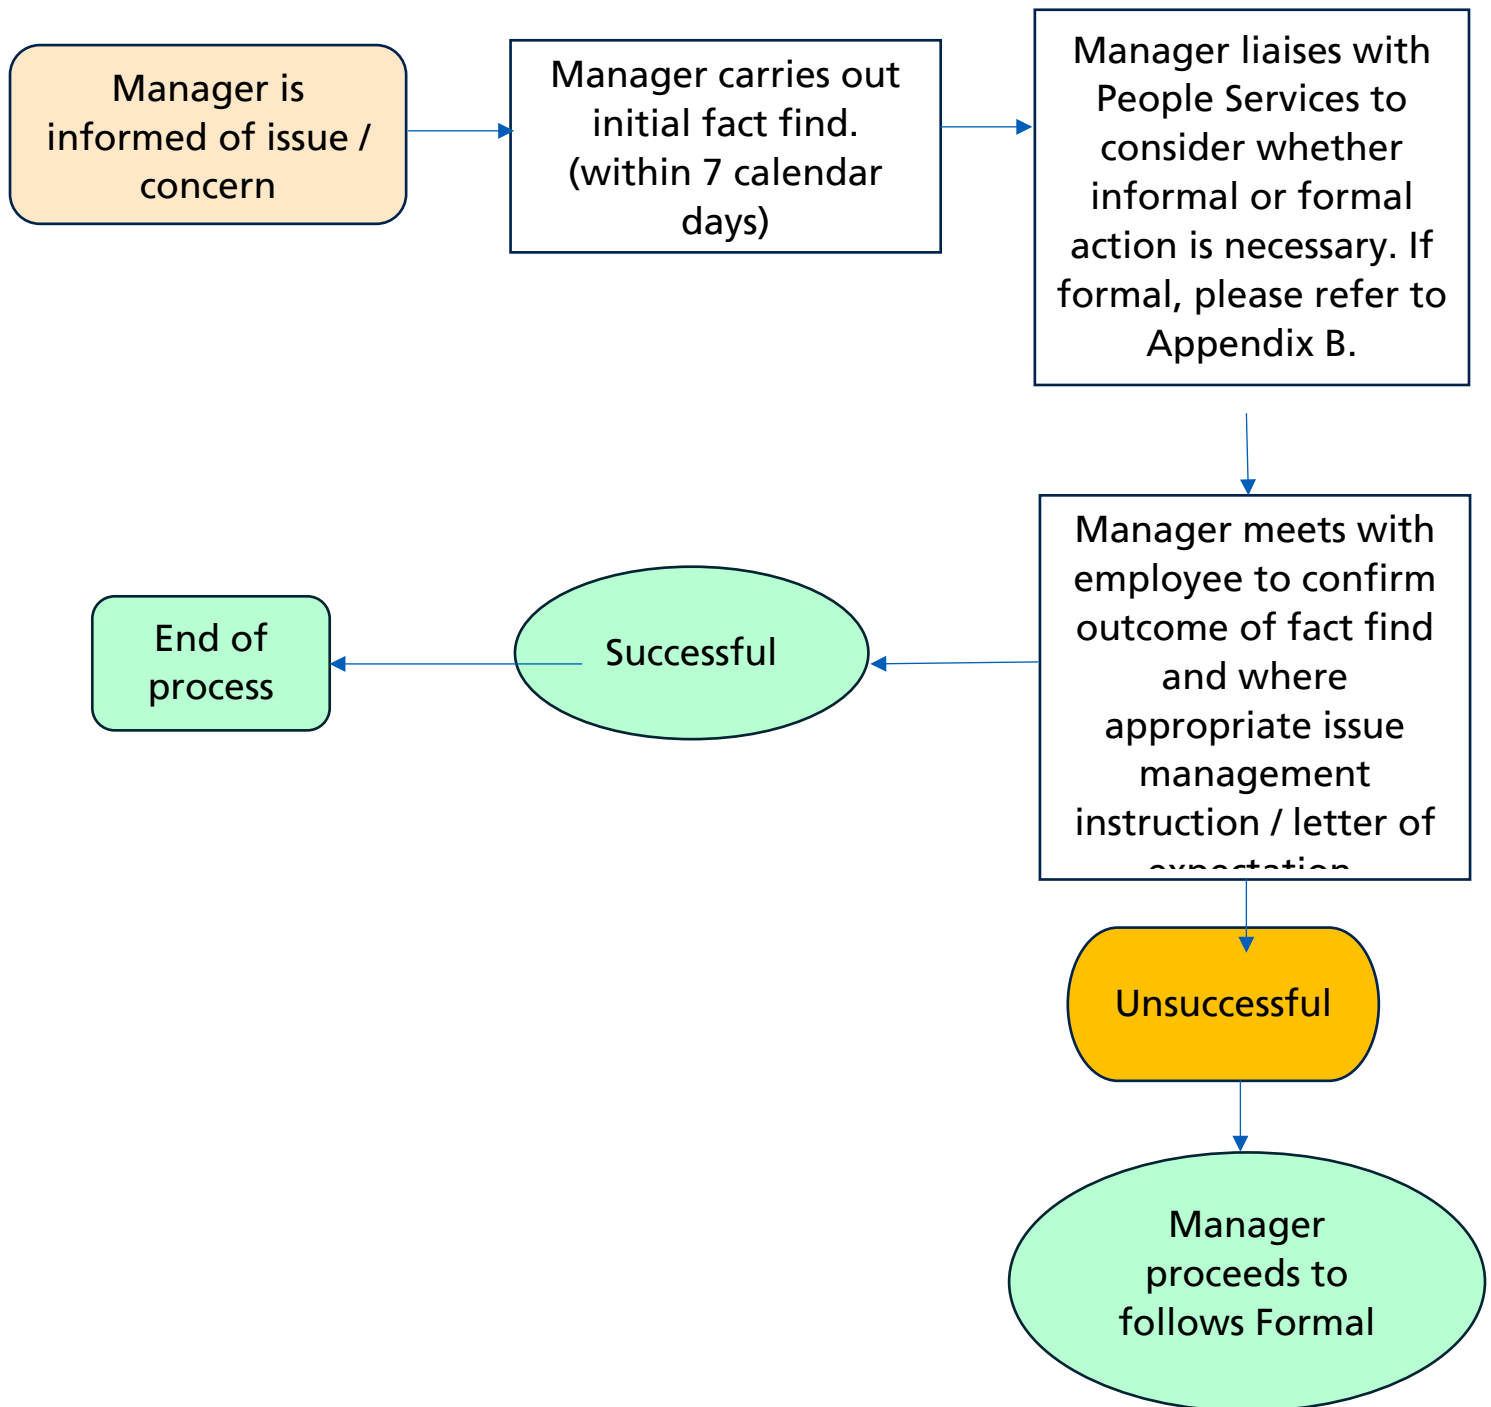 Manager is
informed of issue /
concern
Manager carries out
initial fact find.
(within 7 calendar
days)
Manager liaises with
People Services to
consider whether
informal or formal
action is necessary. If
formal, please refer to
Appendix B.
Manager meets with
employee to confirm
outcome of fact find
and where
appropriate issue
management
instruction / letter of
expectation
Successful
End of
process
Unsuccessful
Manager
proceeds to
follows Formal